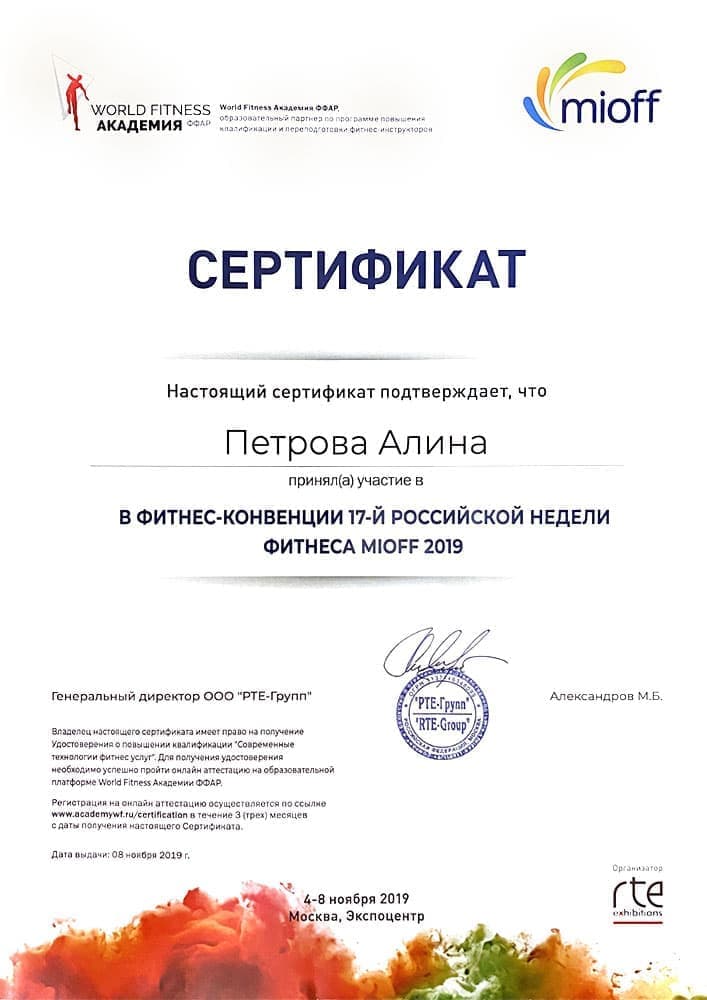 WORLD FITNESS
АКАДЕМИЯ ФФАР
World Fitness Академия ФФАР,
образовательный партнер по программе повышения
квалификации и переподготовки фитнес-инструкторов
mioff
СЕРТИФИКАТ
Настоящий сертификат подтверждает, что
Петрова Алина
принял(а) участие в
В ФИТНЕС-КОНВЕНЦИИ 17-Й РОССИЙСКОЙ НЕДЕЛИ
ФИТНЕСА MIOFF 2019
Генеральный директор ООО "РТЕ-Групп"
"РТЕ-Групп"
"RTE-Group"
РОССИЙСКАЯ ФЕДЕРАЦИЯ, МОСКВА
Александров М.Б.
Владелец настоящего сертификата имеет право на получение
Удостоверения о повышении квалификации "Современные
технологии фитнес услуг". Для получения удостоверения
необходимо успешно пройти онлайн аттестацию на образовательной
платформе World Fitness Академии ФФАР.
Регистрация на онлайн аттестацию осуществляется по ссылке
www.academywf.ru/certification в течение 3 (трех) месяцев
с даты получения настоящего Сертификата.
Дата выдачи: 08 ноября 2019 г.
4-8 ноября 2019
Москва, Экспоцентр
Организатор
rte
exhibitions